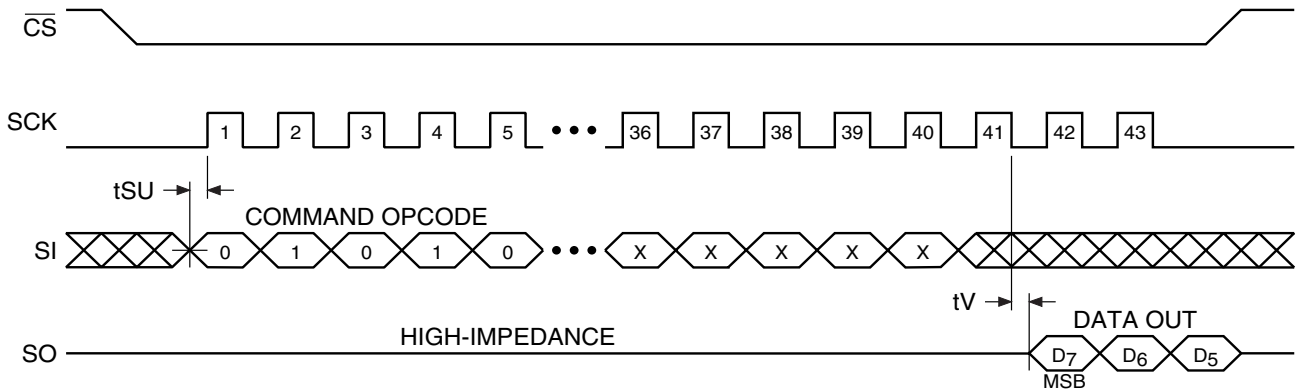 CS
SCK 1 2 3 4 5 ••• 36 37 38 39 40 41 42 43
tSU
COMMAND OPCODE
SI 0 1 0 1 0 ••• X X X X X
tV
HIGH-IMPEDANCE
DATA OUT
SO D7 D6 D5
MSB